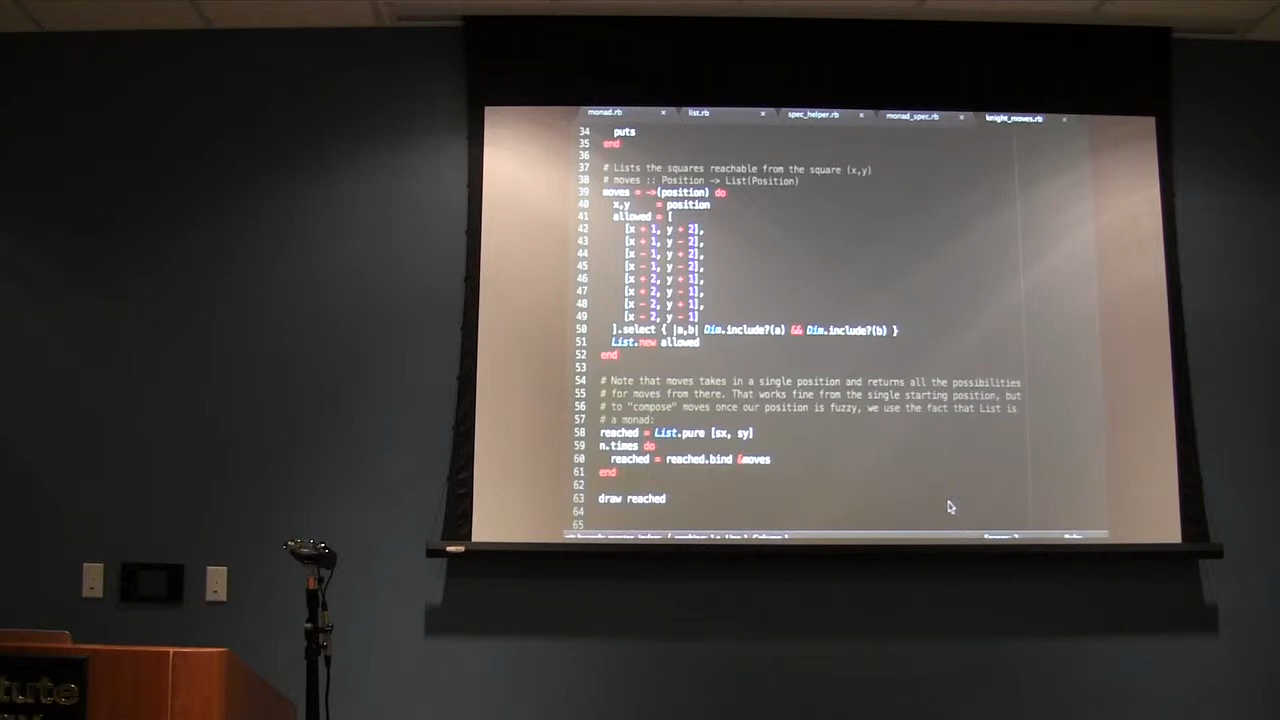 monad.rb × list.rb × spec_helper.rb × monad_spec.rb × knight_moves.rb ×
34 puts
35 end
36
37 # Lists the squares reachable from the square (x,y)
38 # moves :: Position -> List(Position)
39 moves = ->(position) do
40 x,y = position
41 allowed = [
42 [x + 1, y + 2],
43 [x + 1, y - 2],
44 [x - 1, y + 2],
45 [x - 1, y - 2],
46 [x + 2, y + 1],
47 [x + 2, y - 1],
48 [x - 2, y + 1],
49 [x - 2, y - 1]
50 ].select { |a,b| Dim.include?(a) && Dim.include?(b) }
51 List.new allowed
52 end
53
54 # Note that moves takes in a single position and returns all the possibilities
55 # for moves from there. That works fine from the single starting position, but
56 # to "compose" moves once our position is fuzzy, we use the fact that List is
57 # a monad:
58 reached = List.pure [sx, sy]
59 n.times do
60 reached = reached.bind &moves
61 end
62
63 draw reached
64
65
tute